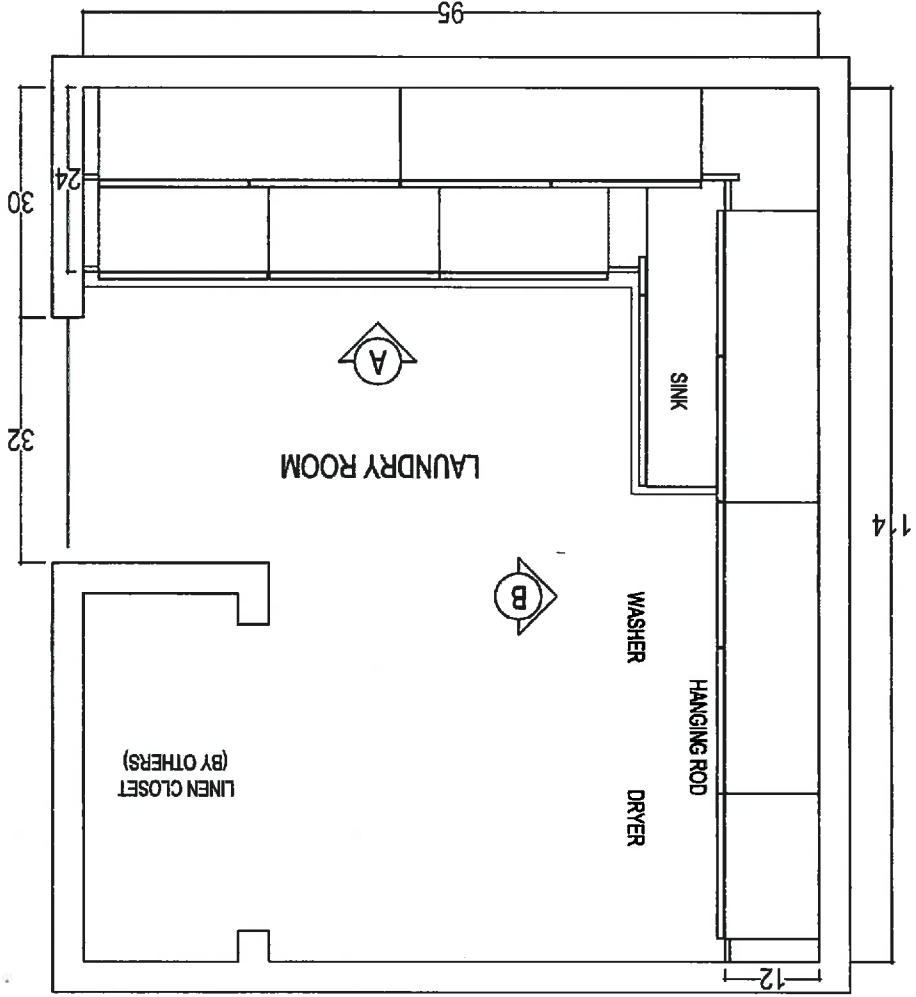 12
DRYER
LINEN CLOSET
(BY OTHERS)
HANGING ROD
WASHER
B
114
LAUNDRY ROOM
32
SINK
A
30
24
95